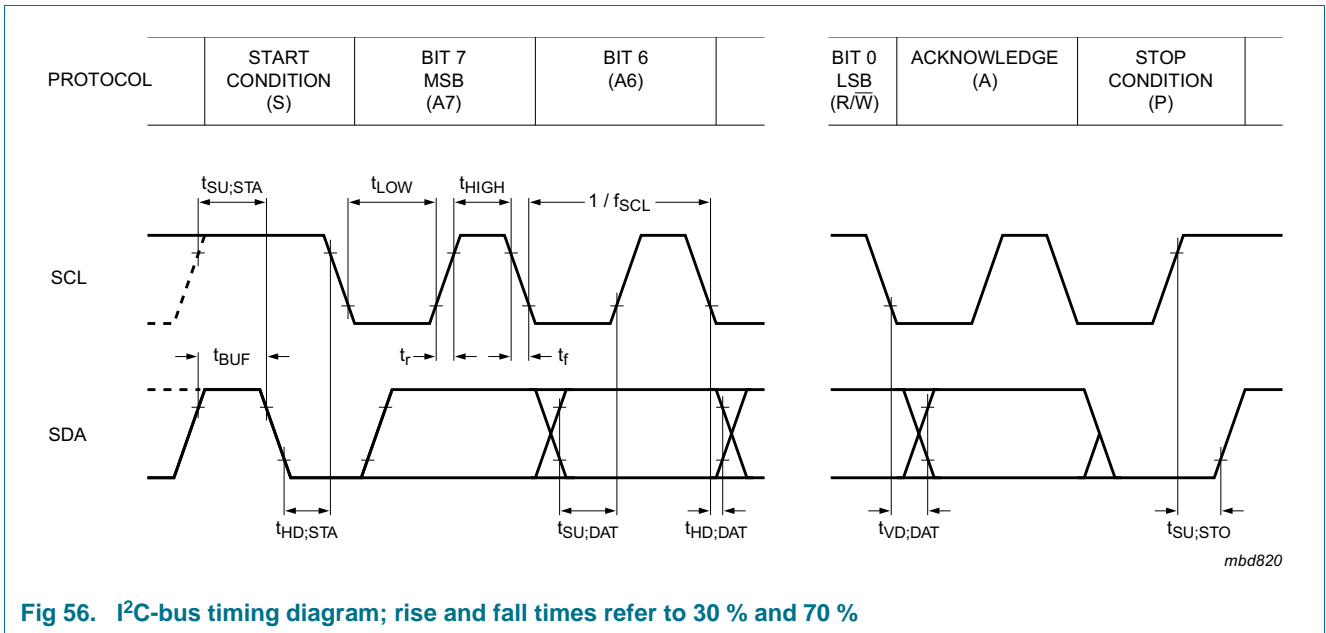 PROTOCOL
START
CONDITION
(S)
BIT 7
MSB
(A7)
BIT 6
(A6)
BIT 0
LSB
(R/W̅)
ACKNOWLEDGE
(A)
STOP
CONDITION
(P)
tSU;STA
tLOW
tHIGH
1 / fSCL
SCL
tBUF
tr
tf
SDA
tHD;STA
tSU;DAT
tHD;DAT
tVD;DAT
tSU;STO
mbd820
Fig 56. I²C-bus timing diagram; rise and fall times refer to 30 % and 70 %